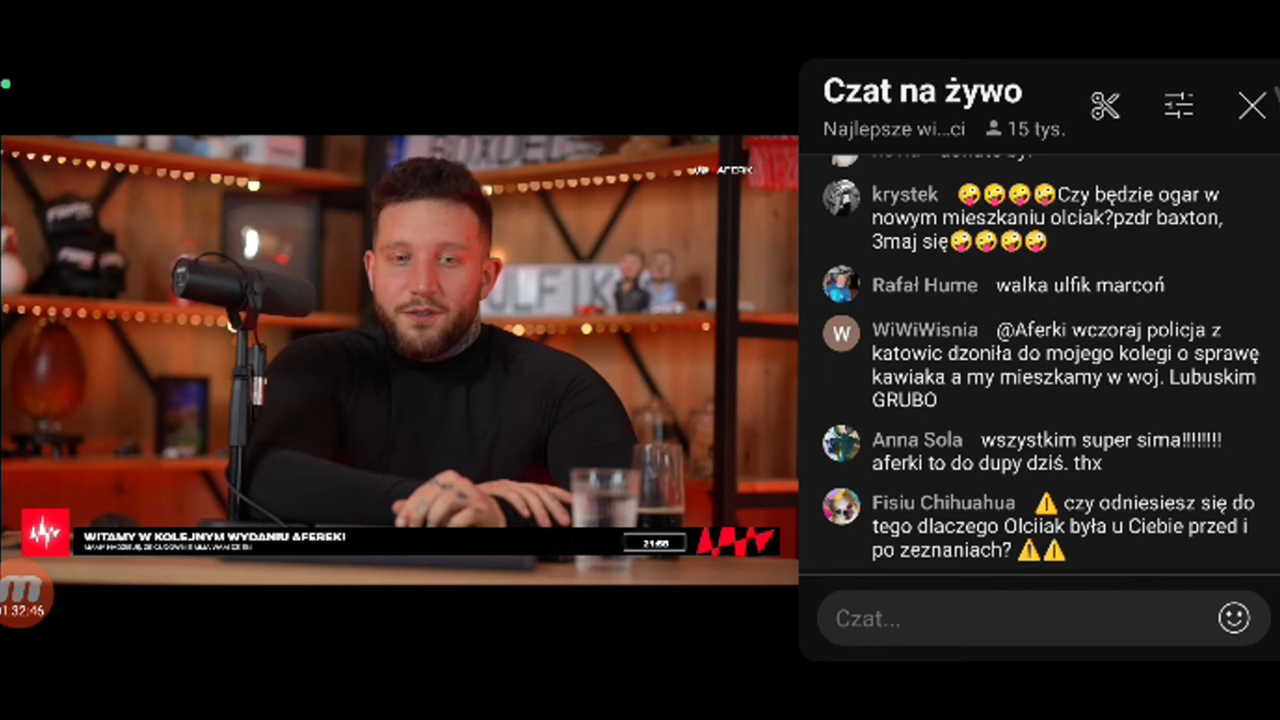 Czat na żywo
Najlepsze wi...ci 15 tys.
krystek 🤪🤪🤪🤪Czy będzie ogar w
nowym mieszkaniu olciak?pzdr baxton,
3maj się🤪🤪🤪🤪
Rafał Hume walka ulfik marcoń
W WiWiWisnia @Aferki wczoraj policja z
katowic dzoniła do mojego kolegi o sprawę
kawiaka a my mieszkamy w woj. Lubuskim
GRUBO
Anna Sola wszystkim super sima!!!!!!!!
aferki to do dupy dziś. thx
Fisiu Chihuahua ⚠️ czy odniesiesz się do
tego dlaczego Olciiak była u Ciebie przed i
po zeznaniach? ⚠️⚠️
Czat...
BOXDEL
ULFIK
WITAMY W KOLEJNYM WYDANIU AFEREK!
21:58
1:32:46